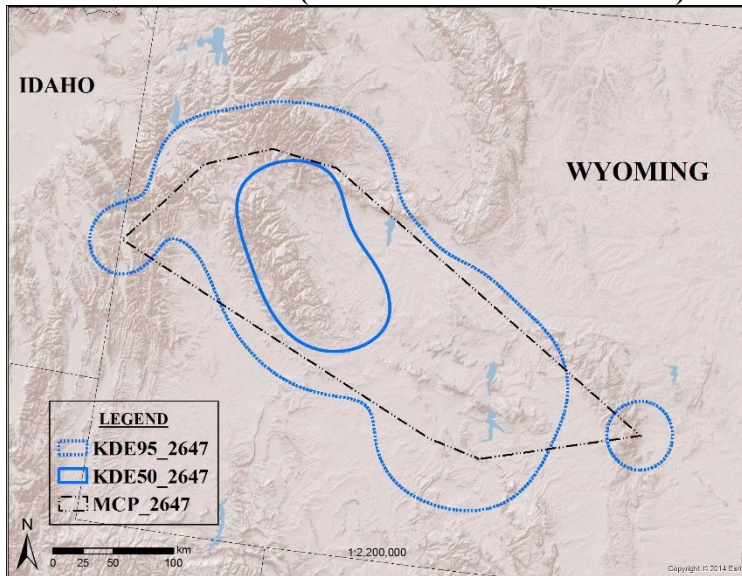 IDAHO
WYOMING
LEGEND
KDE95_2647
KDE50_2647
MCP_2647
N
km
0 25 50 100
1:2,200,000
Copyright © 2014 Esri